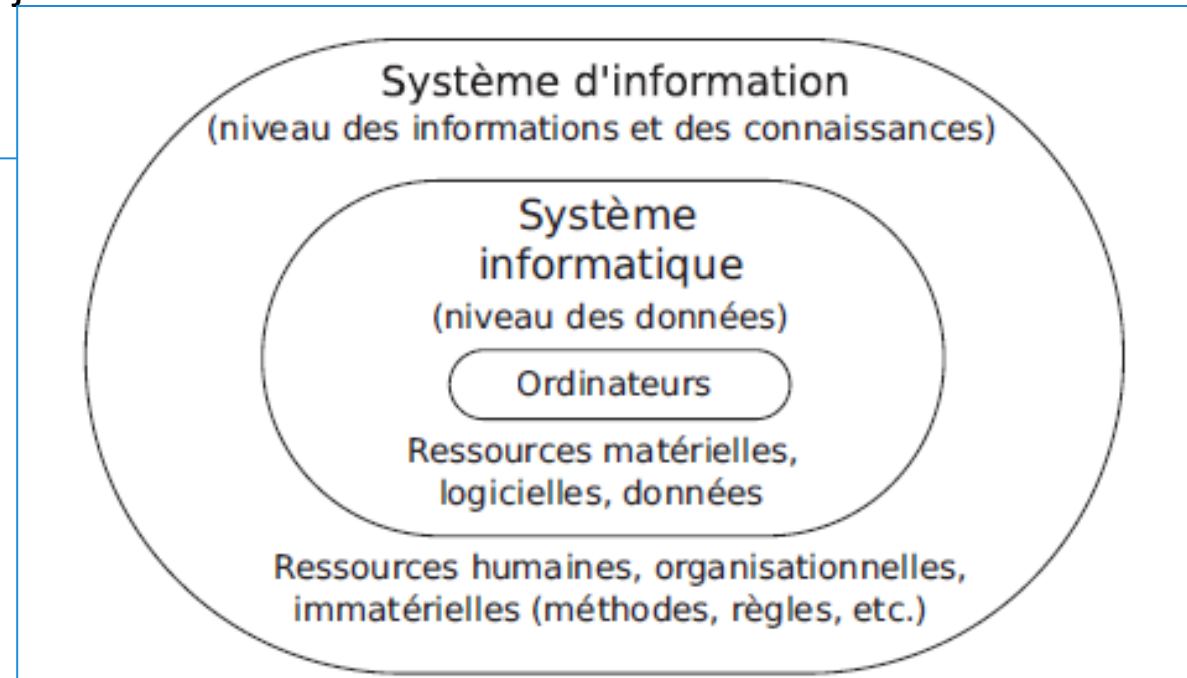 Système d'information
(niveau des informations et des connaissances)
Système
informatique
(niveau des données)
Ordinateurs
Ressources matérielles,
logicielles, données
Ressources humaines, organisationnelles,
immatérielles (méthodes, règles, etc.)